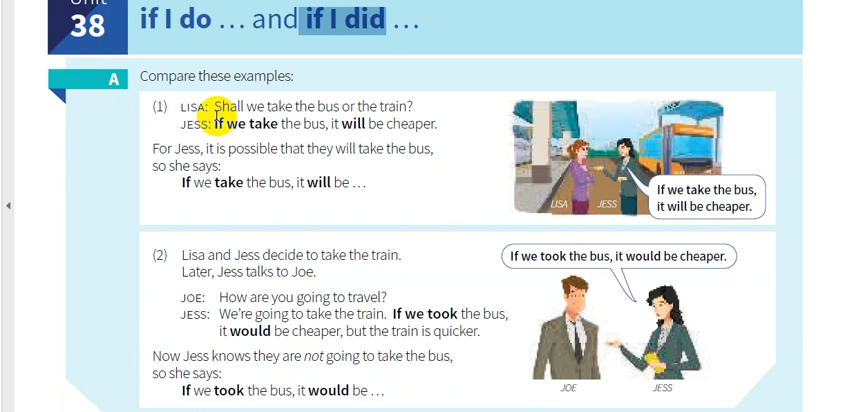 Unit
38
if I do ... and if I did ...
A
Compare these examples:
(1) LISA: Shall we take the bus or the train?
JESS: If we take the bus, it will be cheaper.
For Jess, it is possible that they will take the bus,
so she says:
If we take the bus, it will be ...
LISA
JESS
If we take the bus,
it will be cheaper.
(2) Lisa and Jess decide to take the train.
Later, Jess talks to Joe.
JOE: How are you going to travel?
JESS: We're going to take the train. If we took the bus,
it would be cheaper, but the train is quicker.
Now Jess knows they are not going to take the bus,
so she says:
If we took the bus, it would be ...
If we took the bus, it would be cheaper.
JOE
JESS